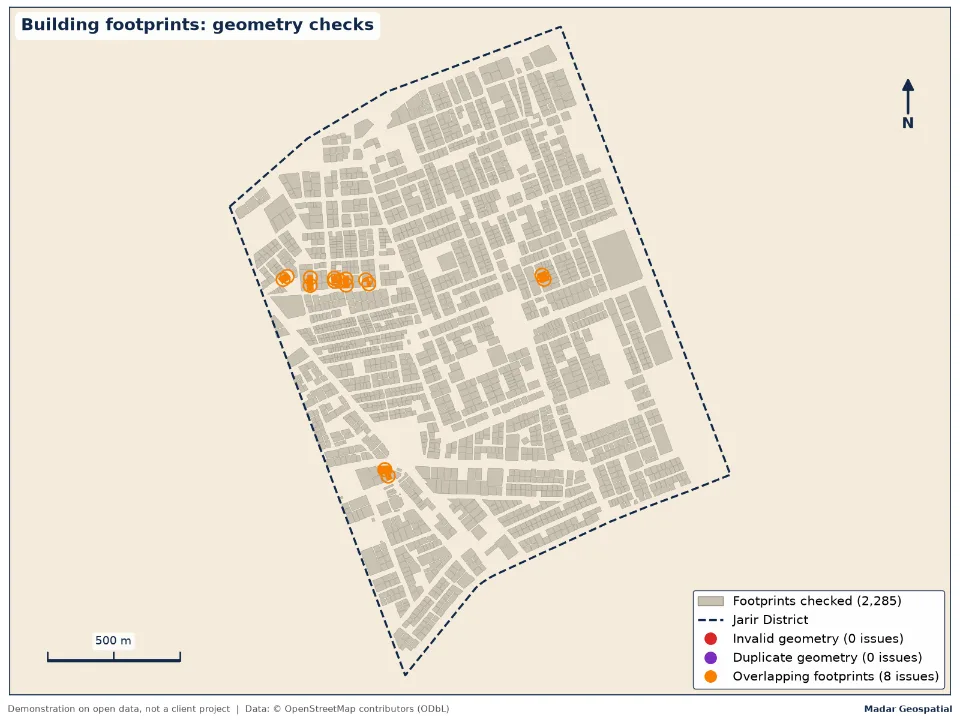 Building footprints: geometry checks
N
500 m
Footprints checked (2,285)
Jarir District
Invalid geometry (0 issues)
Duplicate geometry (0 issues)
Overlapping footprints (8 issues)
Demonstration on open data, not a client project | Data: © OpenStreetMap contributors (ODbL)
Madar Geospatial